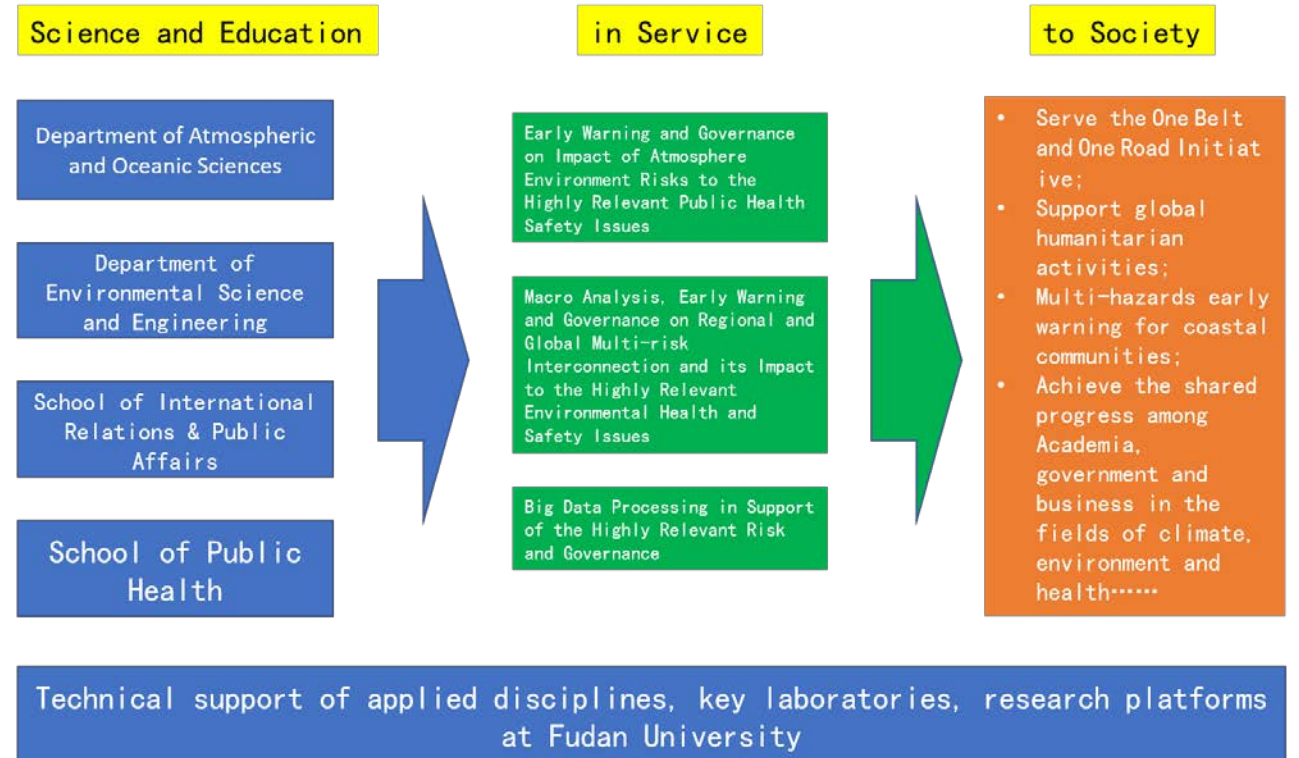 Science and Education
in Service
to Society
Department of Atmospheric
and Oceanic Sciences
Department of
Environmental Science
and Engineering
School of International
Relations & Public
Affairs
School of Public
Health
Early Warning and Governance
on Impact of Atmosphere
Environment Risks to the
Highly Relevant Public Health
Safety Issues
Macro Analysis, Early Warning
and Governance on Regional and
Global Multi-risk
Interconnection and its Impact
to the Highly Relevant
Environmental Health and
Safety Issues
Big Data Processing in Support
of the Highly Relevant Risk
and Governance
• Serve the One Belt
and One Road Initiat
ive;
• Support global
humanitarian
activities;
• Multi-hazards early
warning for coastal
communities;
• Achieve the shared
progress among
Academia,
government and
business in the
fields of climate,
environment and
health……
Technical support of applied disciplines, key laboratories, research platforms
at Fudan University